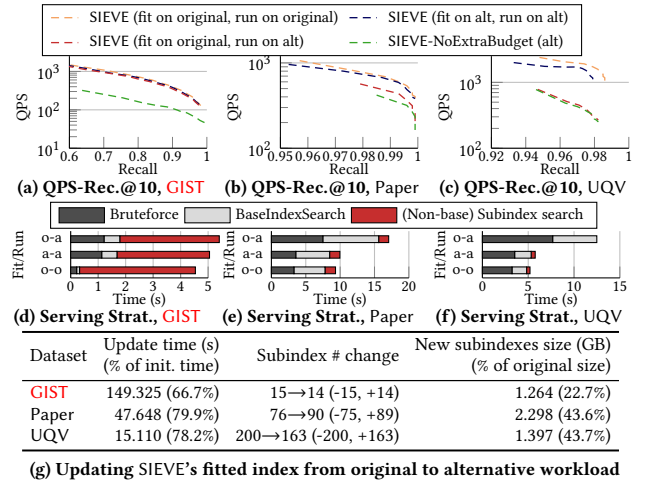 SIEVE (fit on original, run on original) SIEVE (fit on alt, run on alt)
SIEVE (fit on original, run on alt) SIEVE-NoExtraBudget (alt)
QPS 10³ 10² 10¹
0.6 0.7 0.8 0.9 1
Recall
(a) QPS-Rec.@10, GIST
QPS 10³ 10²
0.95 0.96 0.97 0.98 0.99 1
Recall
(b) QPS-Rec.@10, Paper
QPS 10² 10²
0.92 0.94 0.96 0.98 1
Recall
(c) QPS-Rec.@10, UQV
Bruteforce BaseIndexSearch (Non-base) Subindex search
Fit/Run o-a a-a o-o
0 1 2 3 4 5
Time (s)
(d) Serving Strat., GIST
Fit/Run o-a a-a o-o
0 5 10 15 20
Time (s)
(e) Serving Strat., Paper
Fit/Run o-a a-a o-o
0 5 10 15
Time (s)
(f) Serving Strat., UQV
Dataset Update time (s) Subindex # change New subindexes size (GB)
(% of init. time) (% of original size)
GIST 149.325 (66.7%) 15→14 (-15, +14) 1.264 (22.7%)
Paper 47.648 (79.9%) 76→90 (-75, +89) 2.298 (43.6%)
UQV 15.110 (78.2%) 200→163 (-200, +163) 1.397 (43.7%)
(g) Updating SIEVE's fitted index from original to alternative workload